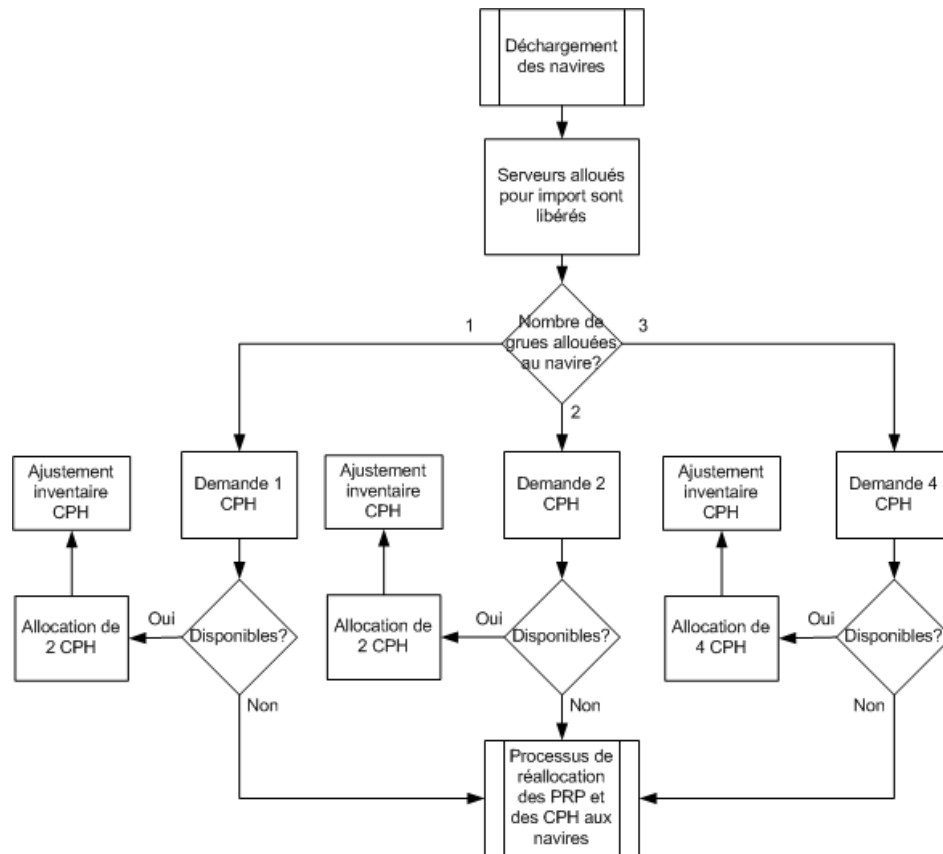 Déchargement
des navires
Serveurs alloués
pour import sont
libérés
Nombre de
grues allouées
au navire?
1
3
2
Ajustement
inventaire
CPH
Demande 1
CPH
Ajustement
inventaire
CPH
Demande 2
CPH
Ajustement
inventaire
CPH
Demande 4
CPH
Allocation de
2 CPH
Oui
Disponibles?
Allocation de
2 CPH
Oui
Disponibles?
Allocation de
4 CPH
Oui
Disponibles?
Non
Non
Non
Processus de
réallocation
des PRP et
des CPH aux
navires